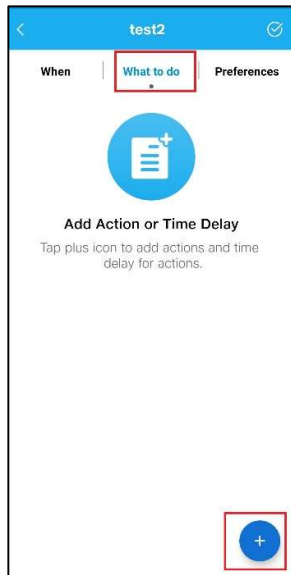 test2
When
What to do
Preferences
Add Action or Time Delay
Tap plus icon to add actions and time
delay for actions.
+